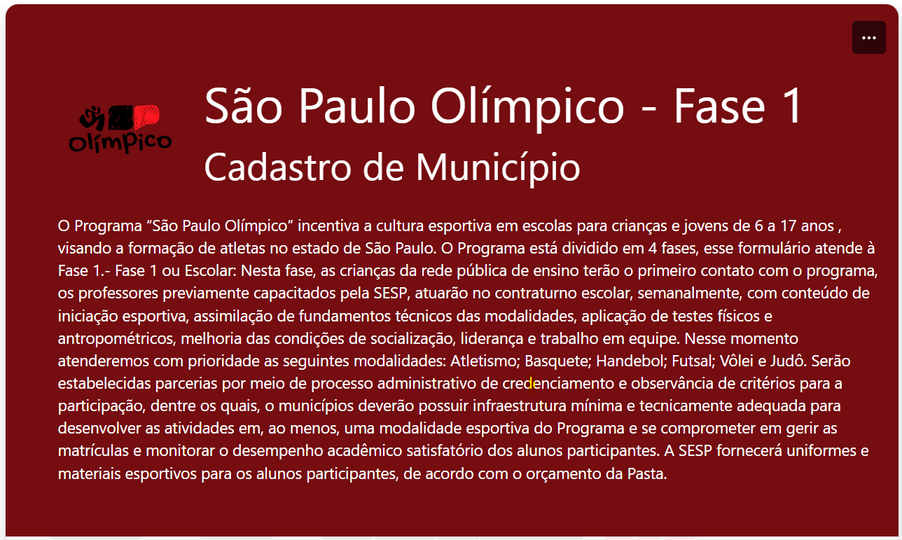 São Paulo Olímpico - Fase 1
Olímpico
Cadastro de Município
O Programa “São Paulo Olímpico” incentiva a cultura esportiva em escolas para crianças e jovens de 6 a 17 anos ,
visando a formação de atletas no estado de São Paulo. O Programa está dividido em 4 fases, esse formulário atende à
Fase 1.- Fase 1 ou Escolar: Nesta fase, as crianças da rede pública de ensino terão o primeiro contato com o programa,
os professores previamente capacitados pela SESP, atuarão no contraturno escolar, semanalmente, com conteúdo de
iniciação esportiva, assimilação de fundamentos técnicos das modalidades, aplicação de testes físicos e
antropométricos, melhoria das condições de socialização, liderança e trabalho em equipe. Nesse momento
atenderemos com prioridade as seguintes modalidades: Atletismo; Basquete; Handebol; Futsal; Vôlei e Judô. Serão
estabelecidas parcerias por meio de processo administrativo de credenciamento e observância de critérios para a
participação, dentre os quais, o municípios deverão possuir infraestrutura mínima e tecnicamente adequada para
desenvolver as atividades em, ao menos, uma modalidade esportiva do Programa e se comprometer em gerir as
matrículas e monitorar o desempenho acadêmico satisfatório dos alunos participantes. A SESP fornecerá uniformes e
materiais esportivos para os alunos participantes, de acordo com o orçamento da Pasta.